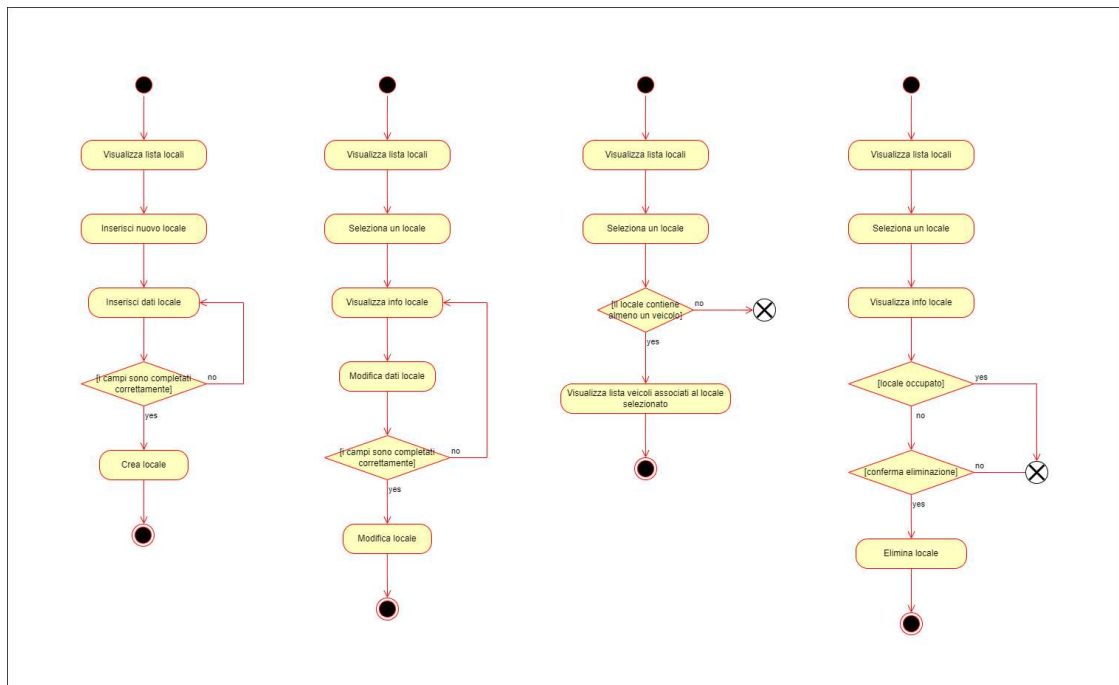 Visualizza lista locali
Inserisci nuovo locale
Inserisci dati locale
[i campi sono completati
correttamente]
no
yes
Crea locale
Visualizza lista locali
Seleziona un locale
Visualizza info locale
Modifica dati locale
[i campi sono completati
correttamente]
no
yes
Modifica locale
Visualizza lista locali
Seleziona un locale
[Il locale contiene
almeno un veicolo]
no
yes
Visualizza lista veicoli associati al locale
selezionato
Visualizza lista locali
Seleziona un locale
Visualizza info locale
[locale occupato]
yes
no
[conferma eliminazione]
no
yes
Elimina locale